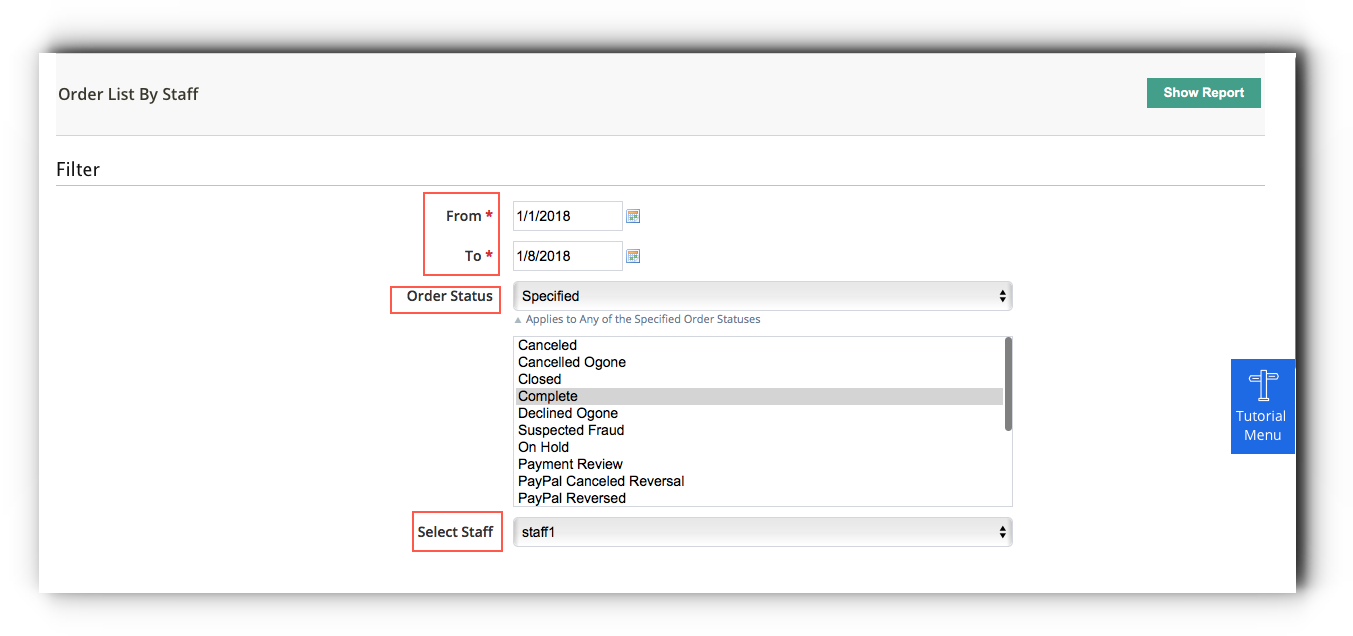 Order List By Staff
Show Report
Filter
From *
1/1/2018
To *
1/8/2018
Order Status
Specified
▲ Applies to Any of the Specified Order Statuses
Canceled
Cancelled Ogone
Closed
Complete
Declined Ogone
Suspected Fraud
On Hold
Payment Review
PayPal Canceled Reversal
PayPal Reversed
Tutorial
Menu
Select Staff
staff1